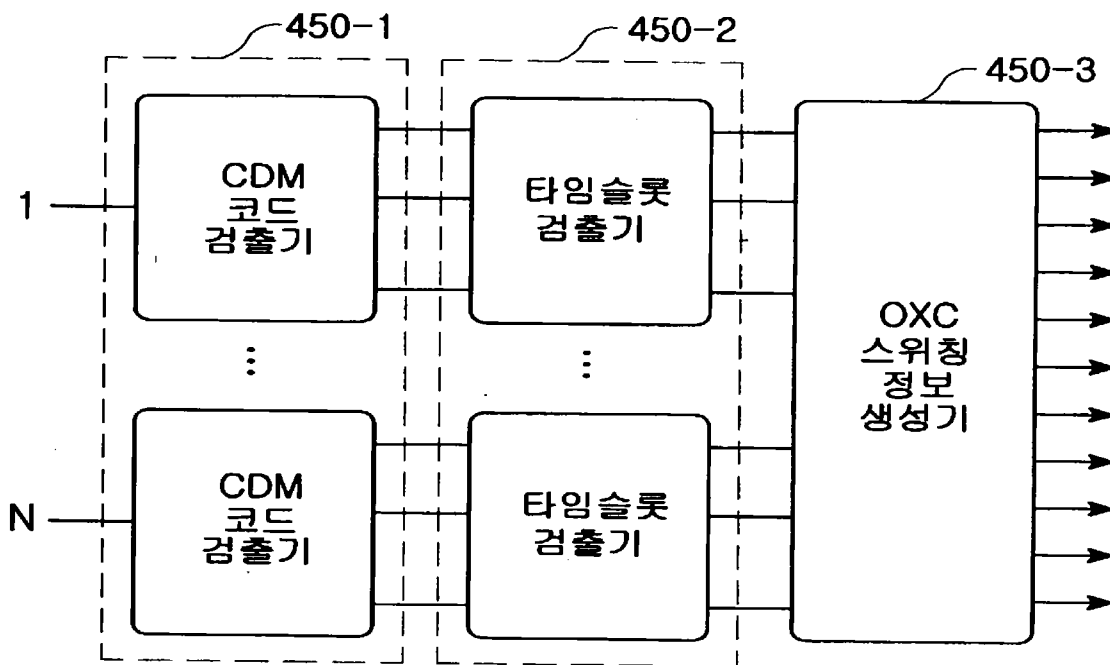 450-1
450-2
450-3
1
CDM
코드
검출기
타임슬롯
검출기
OXC
스위칭
정보
생성기
N
CDM
코드
검출기
타임슬롯
검출기